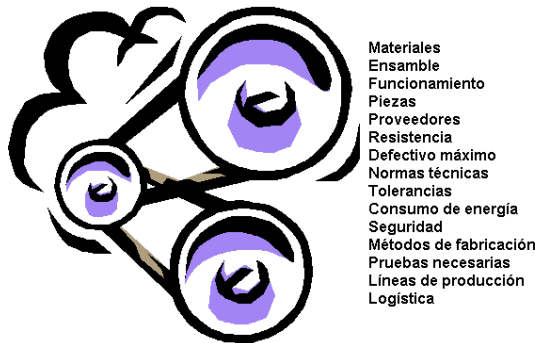 Materiales
Ensamble
Funcionamiento
Piezas
Proveedores
Resistencia
Defectivo máximo
Normas técnicas
Tolerancias
Consumo de energía
Seguridad
Métodos de fabricación
Pruebas necesarias
Líneas de producción
Logística